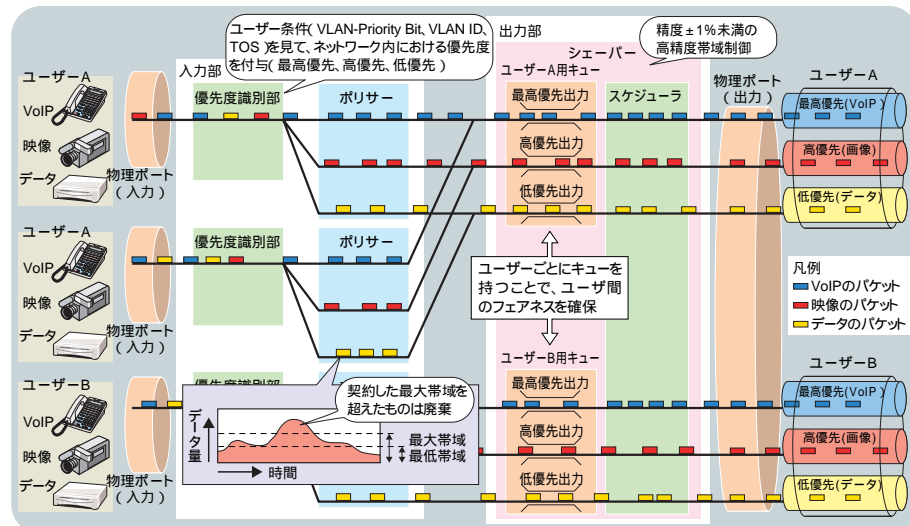 ユーザー条件( VLAN-Priority Bit、VLAN ID、
TOS )を見て、ネットワーク内における優先度
を付与( 最高優先、高優先、低優先 )
精度±1%未満の
高精度帯域制御
入力部
出力部
シェーパー
ユーザーA
VoIP
映像
データ
物理ポート
( 入力 )
優先度識別部
ポリサー
ユーザーA用キュー
最高優先出力
高優先出力
低優先出力
スケジューラ
物理ポート
( 出力 )
ユーザーA
最高優先(VoIP )
高優先(画像)
低優先(データ)
ユーザーA
VoIP
映像
データ
物理ポート
( 入力 )
優先度識別部
ポリサー
ユーザーごとにキューを
持つことで、ユーザ間
のフェアネスを確保
凡例
VoIPのパケット
映像のパケット
データのパケット
ユーザーB
VoIP
映像
データ
物理ポート
( 入力 )
優先度識別部
契約した最大帯域を
超えたものは廃棄
データ量
最大帯域
最低帯域
時間
ユーザーB用キュー
最高優先出力
高優先出力
低優先出力
ユーザーB
最高優先(VoIP )
高優先(画像)
低優先(データ)